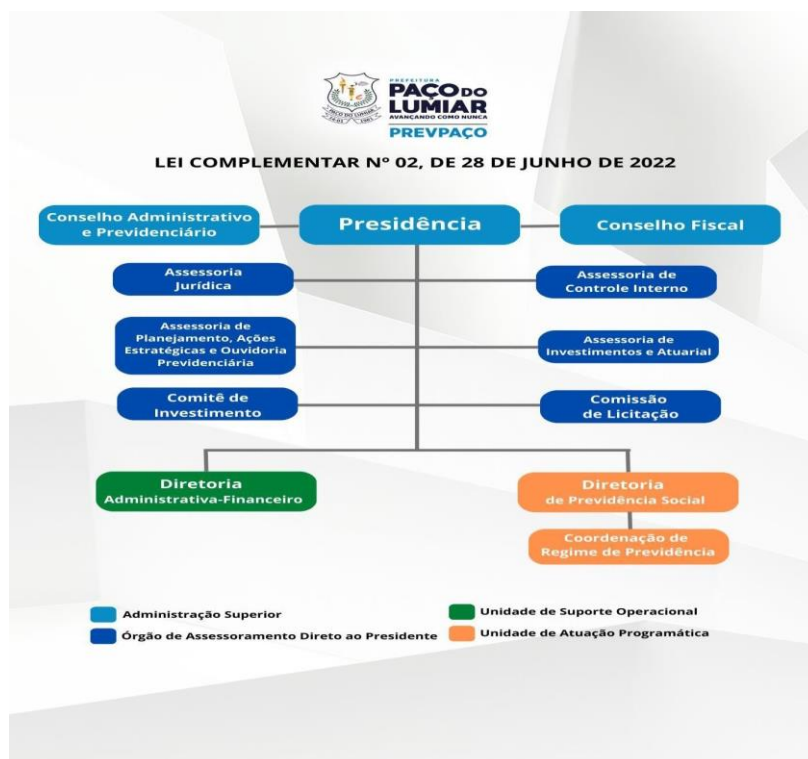 PREFEITURA
PAÇO DO
LUMIAR
AVANÇANDO COMO NUNCA
PREVPAÇO
PAÇO DO LUMIAR
LEI COMPLEMENTAR Nº 02, DE 28 DE JUNHO DE 2022
Conselho Administrativo
e Previdenciário
Presidência
Conselho Fiscal
Assessoria
Jurídica
Assessoria de
Controle Interno
Assessoria de
Planejamento, Ações
Estratégicas e Ouvidoria
Previdenciária
Assessoria de
Investimentos e Atuarial
Comitê de
Investimento
Comissão
de Licitação
Diretoria
Administrativa-Financeiro
Diretoria
de Previdência Social
Coordenação de
Regime de Previdência
Administração Superior
Unidade de Suporte Operacional
Órgão de Assessoramento Direto ao Presidente
Unidade de Atuação Programática